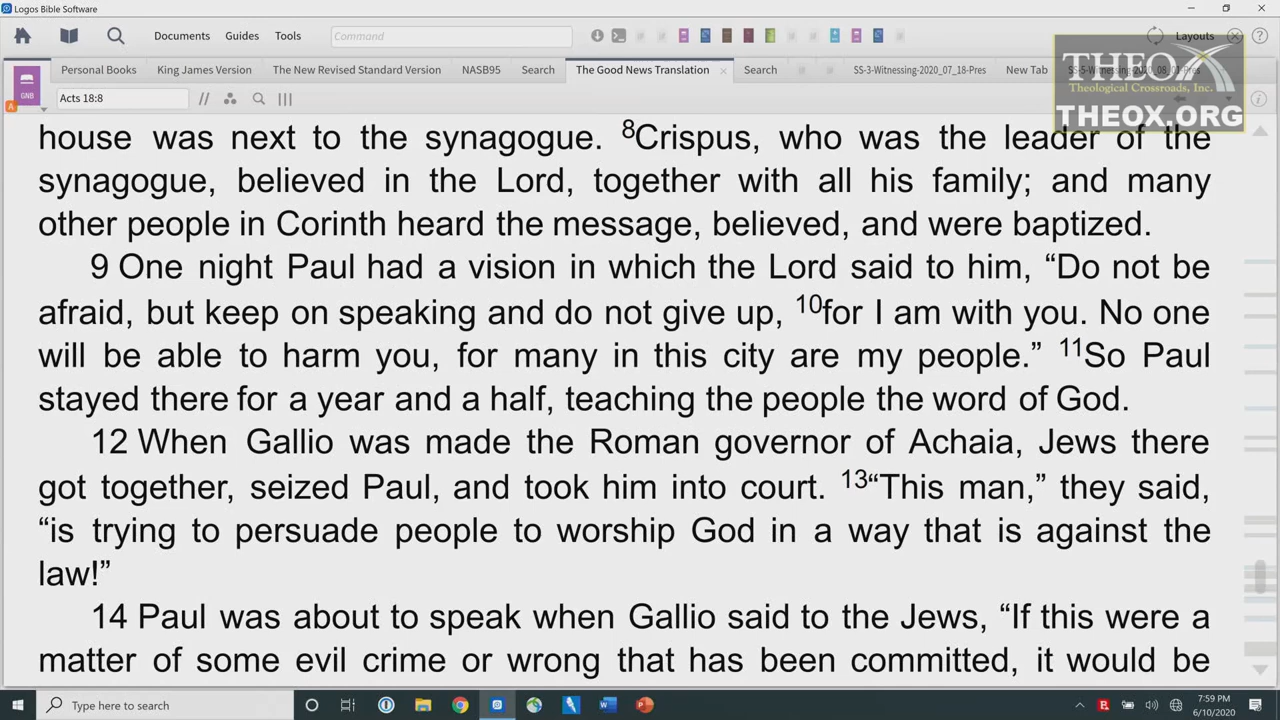 Logos Bible Software
Documents Guides Tools Command Layouts
Personal Books King James Version The New Revised Standard NASB95 Search The Good News Translation Search SS-3-Witnessing-2020_07_18-Pres New Tab
THEOX
Theological Crossroads, Inc.
THEOX.ORG
GNB
A
Acts 18:8
house was next to the synagogue. 8Crispus, who was the leader of the
synagogue, believed in the Lord, together with all his family; and many
other people in Corinth heard the message, believed, and were baptized.
9 One night Paul had a vision in which the Lord said to him, “Do not be
afraid, but keep on speaking and do not give up, 10for I am with you. No one
will be able to harm you, for many in this city are my people.” 11So Paul
stayed there for a year and a half, teaching the people the word of God.
12 When Gallio was made the Roman governor of Achaia, Jews there
got together, seized Paul, and took him into court. 13“This man,” they said,
“is trying to persuade people to worship God in a way that is against the
law!”
14 Paul was about to speak when Gallio said to the Jews, “If this were a
matter of some evil crime or wrong that has been committed, it would be
Type here to search
7:59 PM
6/10/2020